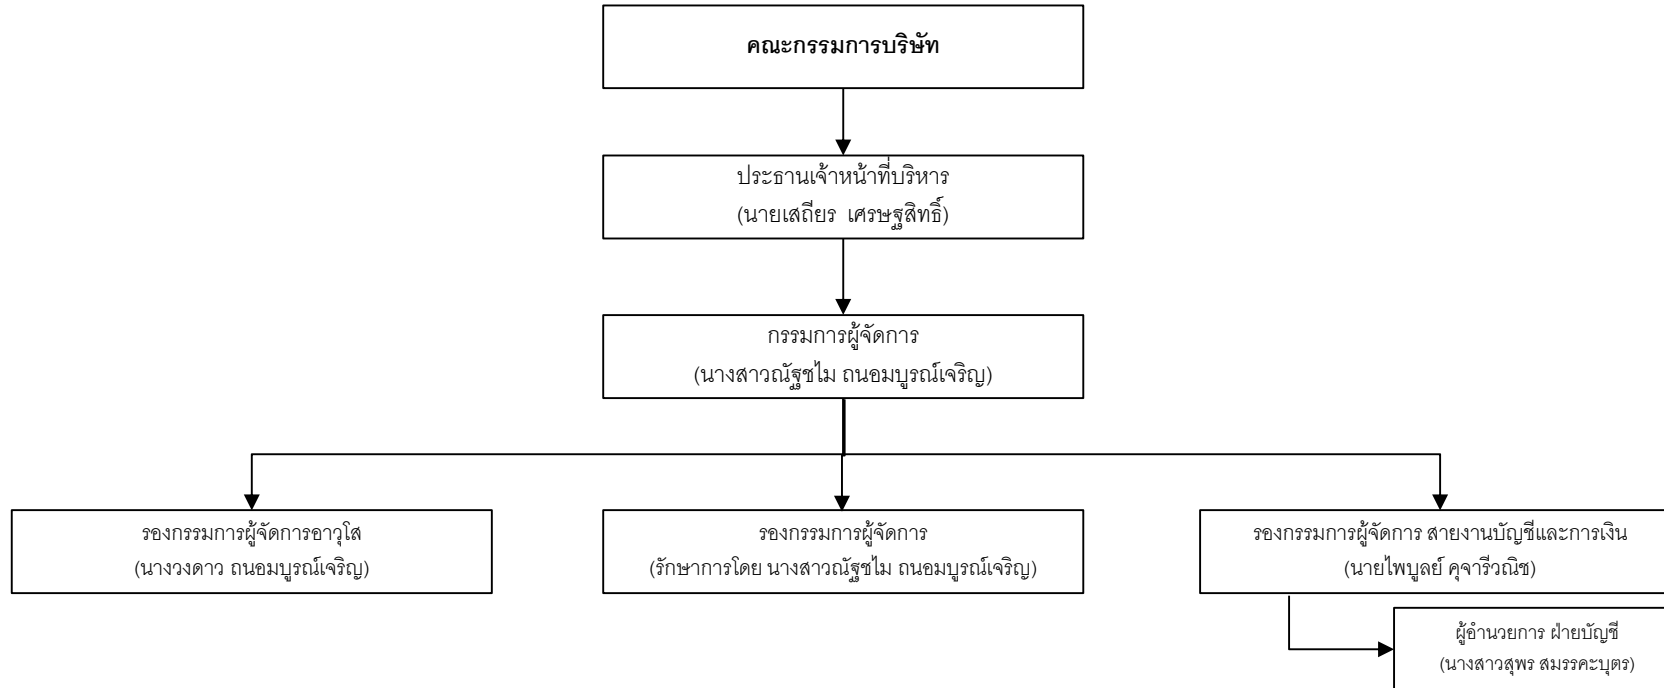 คณะกรรมการบริษัท
ประธานเจ้าหน้าที่บริหาร
(นายเสถียร เศรษฐสิทธิ์)
กรรมการผู้จัดการ
(นางสาวณัฐชไม ถนอมบูรณ์เจริญ)
รองกรรมการผู้จัดการอาวุโส
(นางวงดาว ถนอมบูรณ์เจริญ)
รองกรรมการผู้จัดการ
(รักษาการโดย นางสาวณัฐชไม ถนอมบูรณ์เจริญ)
รองกรรมการผู้จัดการ สายงานบัญชีและการเงิน
(นายไพบูลย์ คุจารีวณิช)
ผู้อำนวยการ ฝ่ายบัญชี
(นางสาวสุพร สมรรคะบุตร)